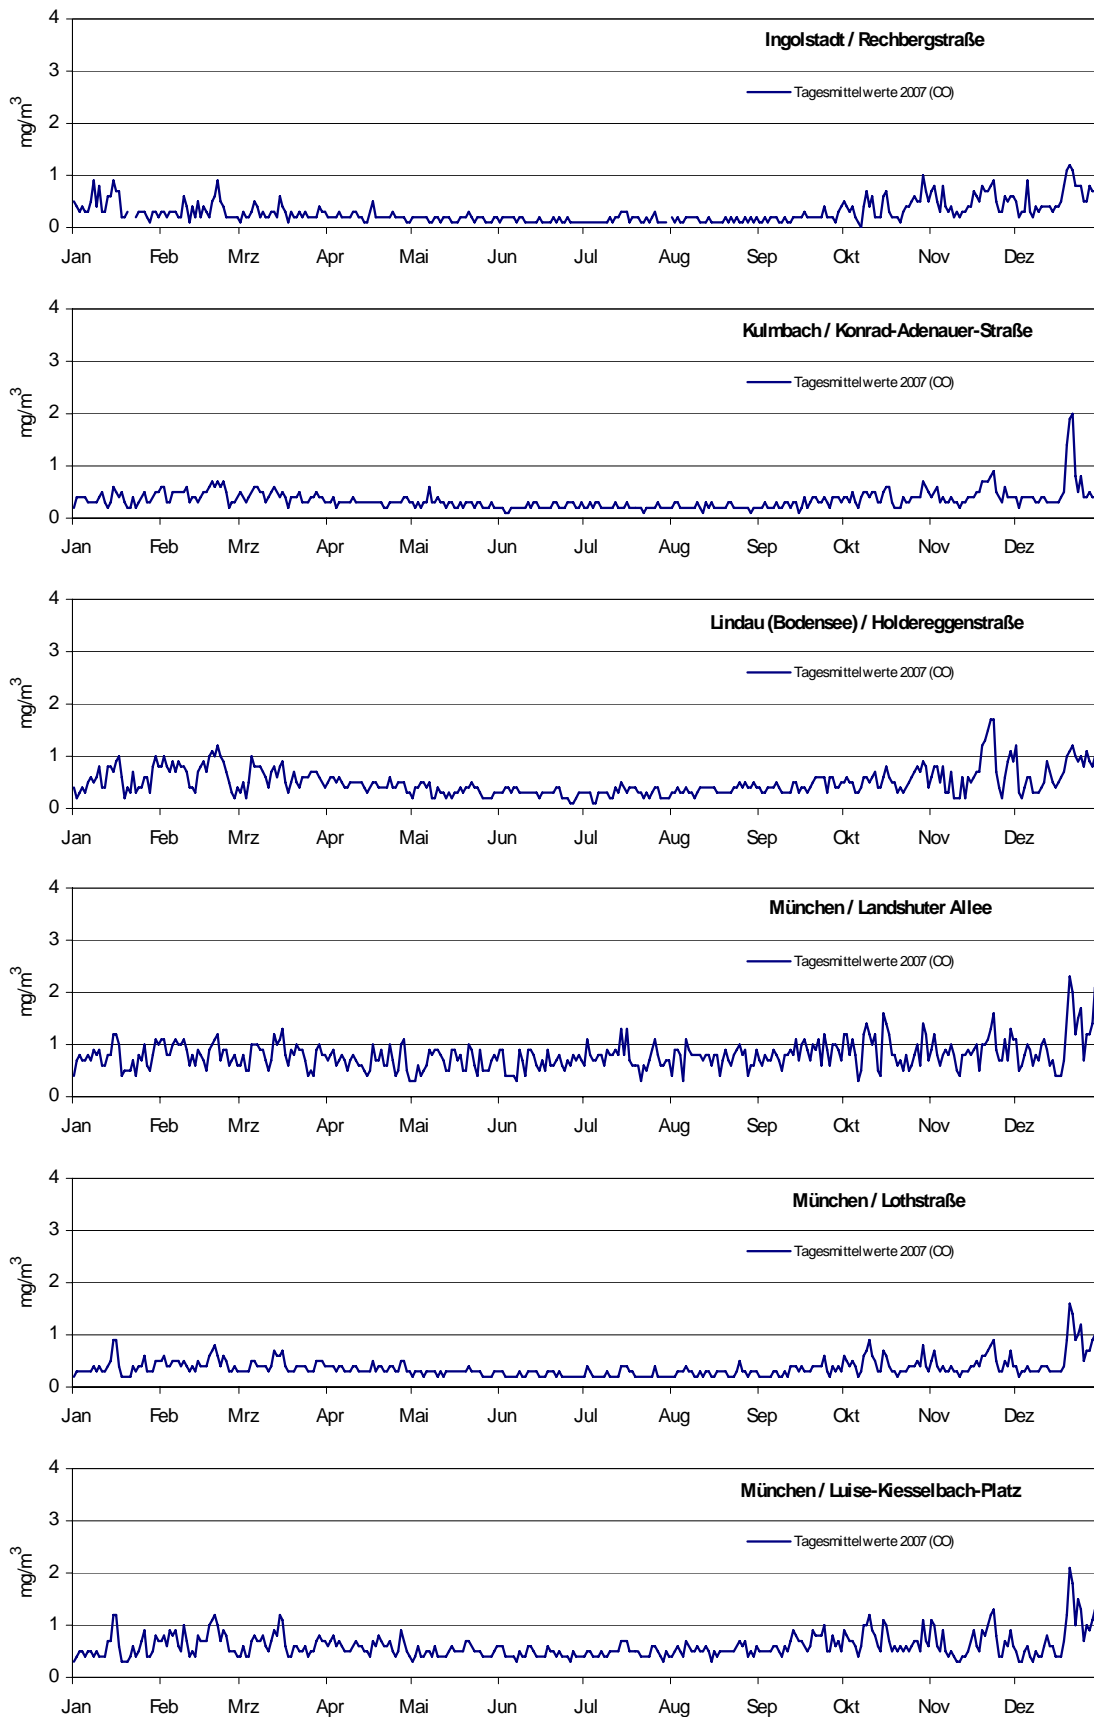 4
Ingolstadt / Rechbergstraße
3
Tagesmittelwerte 2007 (CO)
mg/m³
2
1
0
Jan Feb Mrz Apr Mai Jun Jul Aug Sep Okt Nov Dez
4
Kulmbach / Konrad-Adenauer-Straße
3
Tagesmittelwerte 2007 (CO)
mg/m³
2
1
0
Jan Feb Mrz Apr Mai Jun Jul Aug Sep Okt Nov Dez
4
Lindau (Bodensee) / Holdereggenstraße
3
Tagesmittelwerte 2007 (CO)
mg/m³
2
1
0
Jan Feb Mrz Apr Mai Jun Jul Aug Sep Okt Nov Dez
4
München / Landshuter Allee
3
Tagesmittelwerte 2007 (CO)
mg/m³
2
1
0
Jan Feb Mrz Apr Mai Jun Jul Aug Sep Okt Nov Dez
4
München / Lothstraße
3
Tagesmittelwerte 2007 (CO)
mg/m³
2
1
0
Jan Feb Mrz Apr Mai Jun Jul Aug Sep Okt Nov Dez
4
München / Luise-Kiesselbach-Platz
3
Tagesmittelwerte 2007 (CO)
mg/m³
2
1
0
Jan Feb Mrz Apr Mai Jun Jul Aug Sep Okt Nov Dez